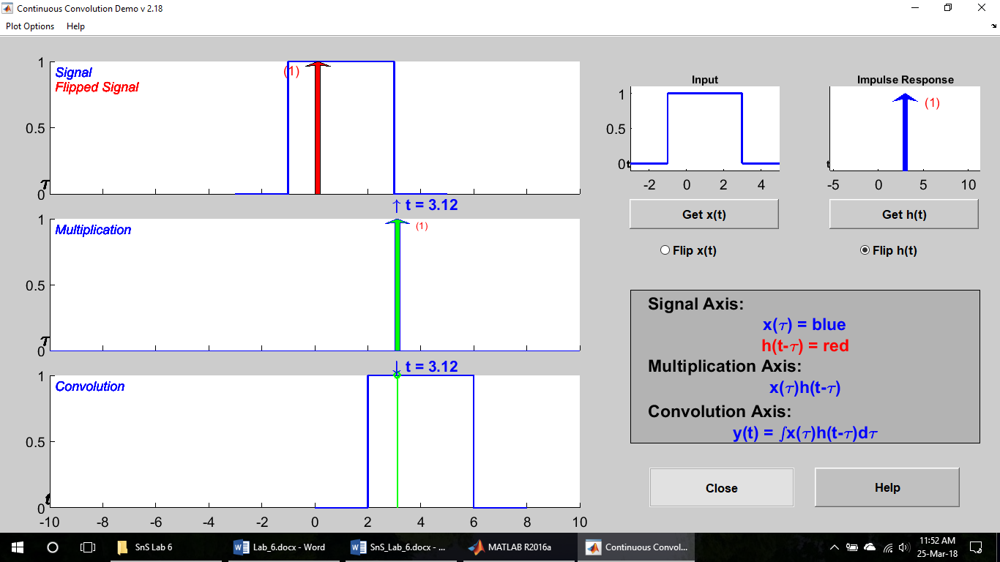 Continuous Convolution Demo v 2.18
Plot Options Help
1
Signal
Flipped Signal
(1)
0.5
τ
0
↑ t = 3.12
1
Multiplication
(1)
0.5
τ
0
↓ t = 3.12
1
Convolution
0.5
t
0
-10 -8 -6 -4 -2 0 2 4 6 8 10
Input
1
0.5
0
t
-2 0 2 4
Get x(t)
Flip x(t)
Impulse Response
(1)
t
-5 0 5 10
Get h(t)
Flip h(t)
Signal Axis:
x(τ) = blue
h(t-τ) = red
Multiplication Axis:
x(τ)h(t-τ)
Convolution Axis:
y(t) = ∫x(τ)h(t-τ)dτ
Close Help
SnS Lab 6 Lab_6.docx - Word SnS_Lab_6.docx - ... MATLAB R2016a Continuous Convol...
11:52 AM
25-Mar-18